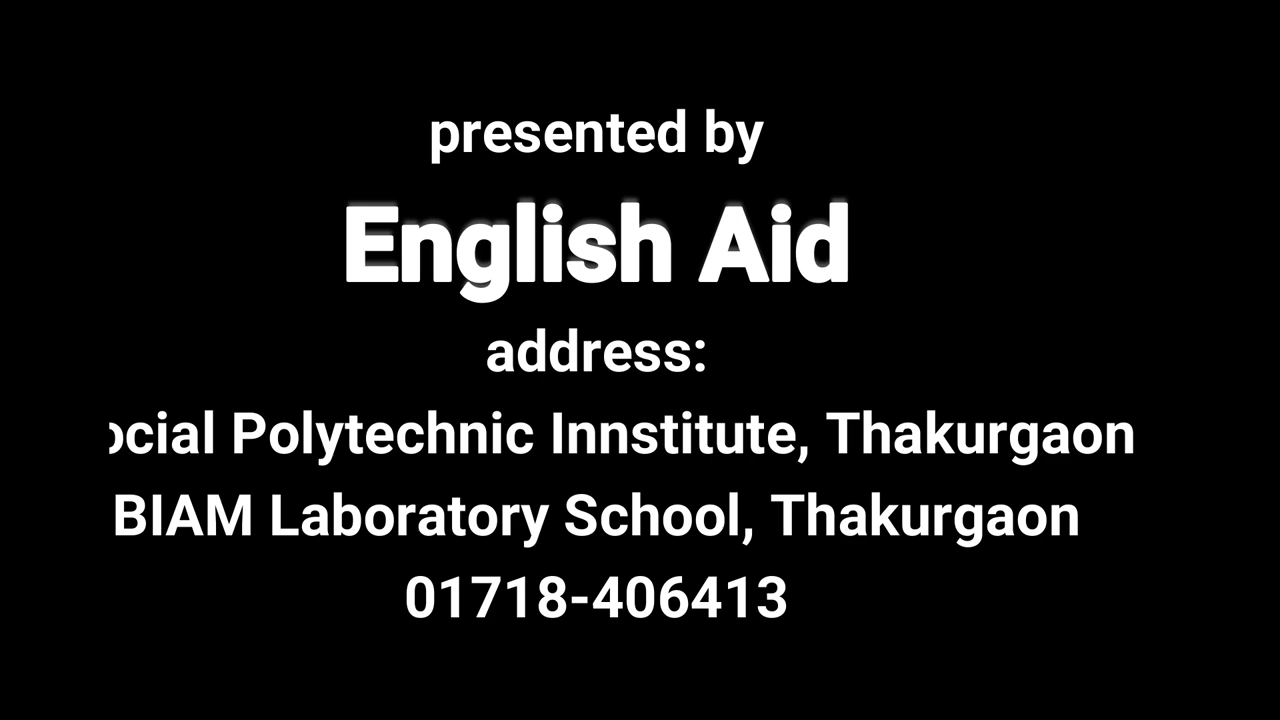 presented by
English Aid
address:
Polytechnic Innstitute, Thakurgaon
BIAM Laboratory School, Thakurgaon
01718-406413